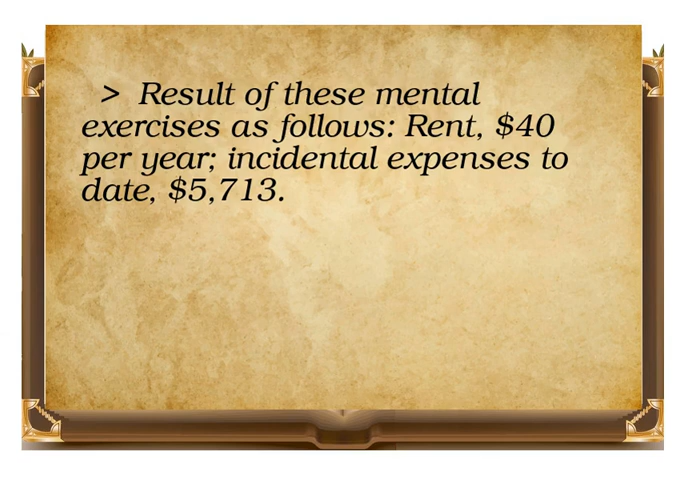 > Result of these mental
exercises as follows: Rent, $40
per year; incidental expenses to
date, $5,713.